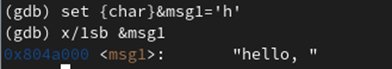 (gdb) set {char}&msg1='h'
(gdb) x/1sb &msg1
0x804a000 <msg1>:        "hello, "